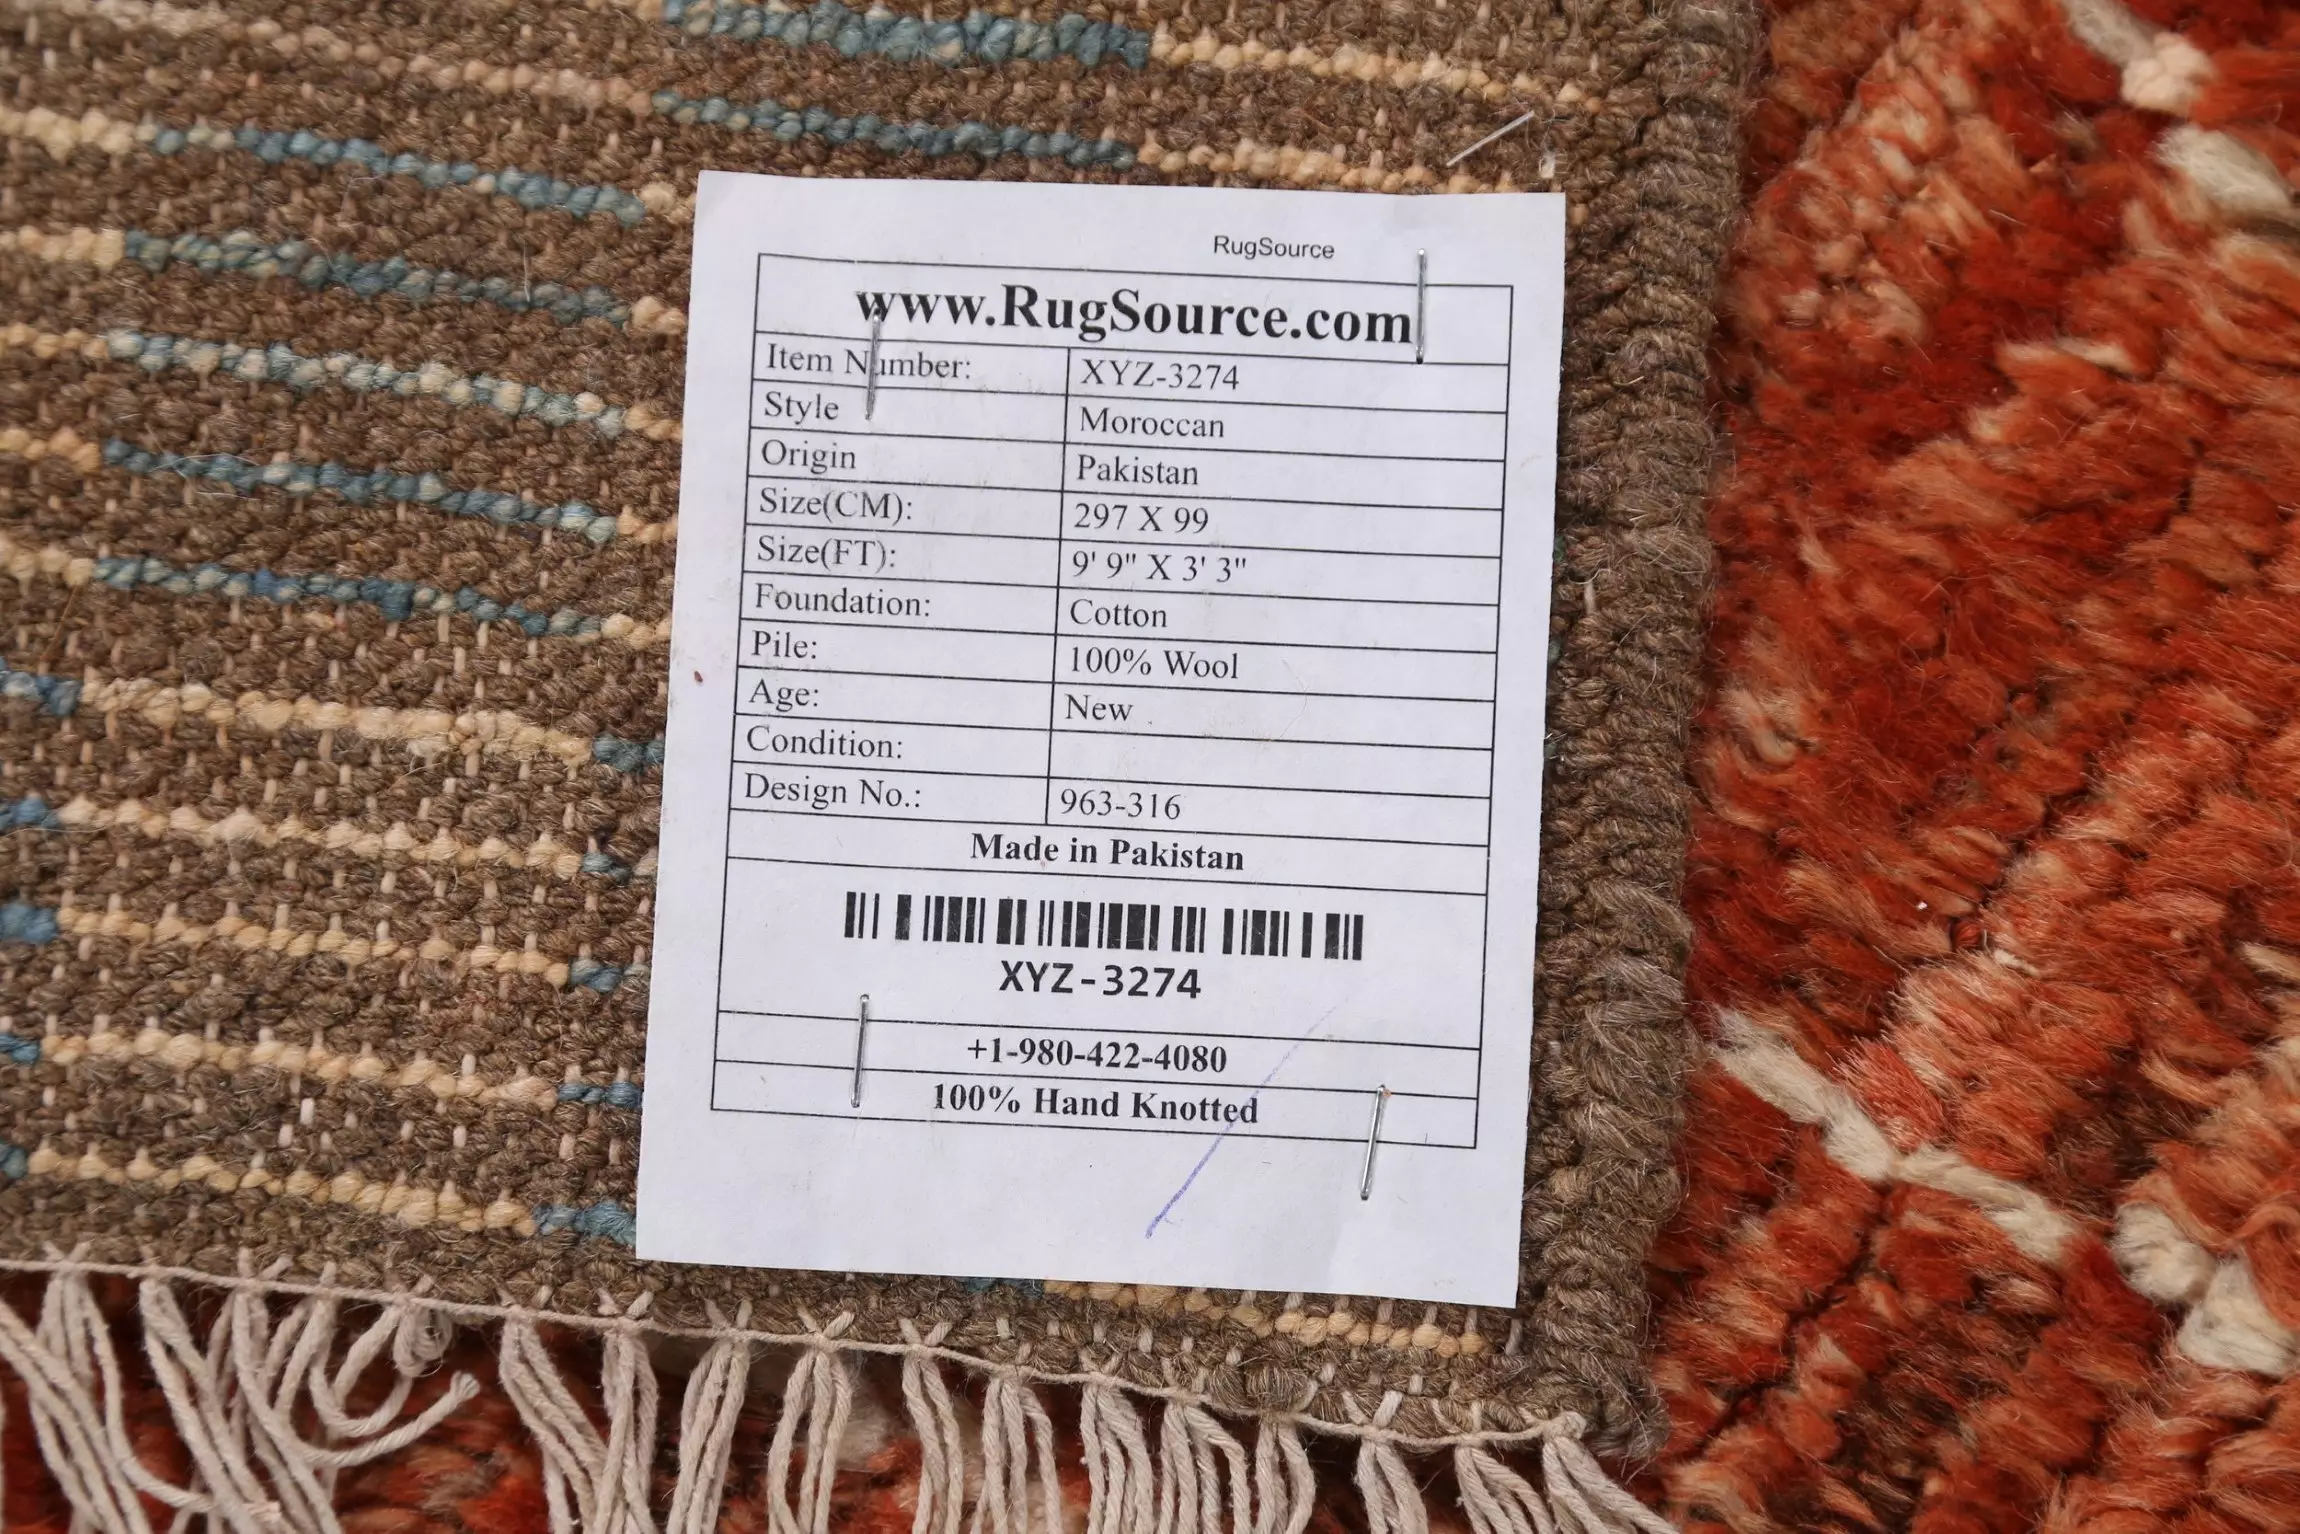 RugSource
www.RugSource.com
Item Number: XYZ-3274
Style Moroccan
Origin Pakistan
Size(CM): 297 X 99
Size(FT): 9' 9" X 3' 3"
Foundation: Cotton
Pile: 100% Wool
Age: New
Condition:
Design No.: 963-316
Made in Pakistan
XYZ-3274
+1-980-422-4080
100% Hand Knotted